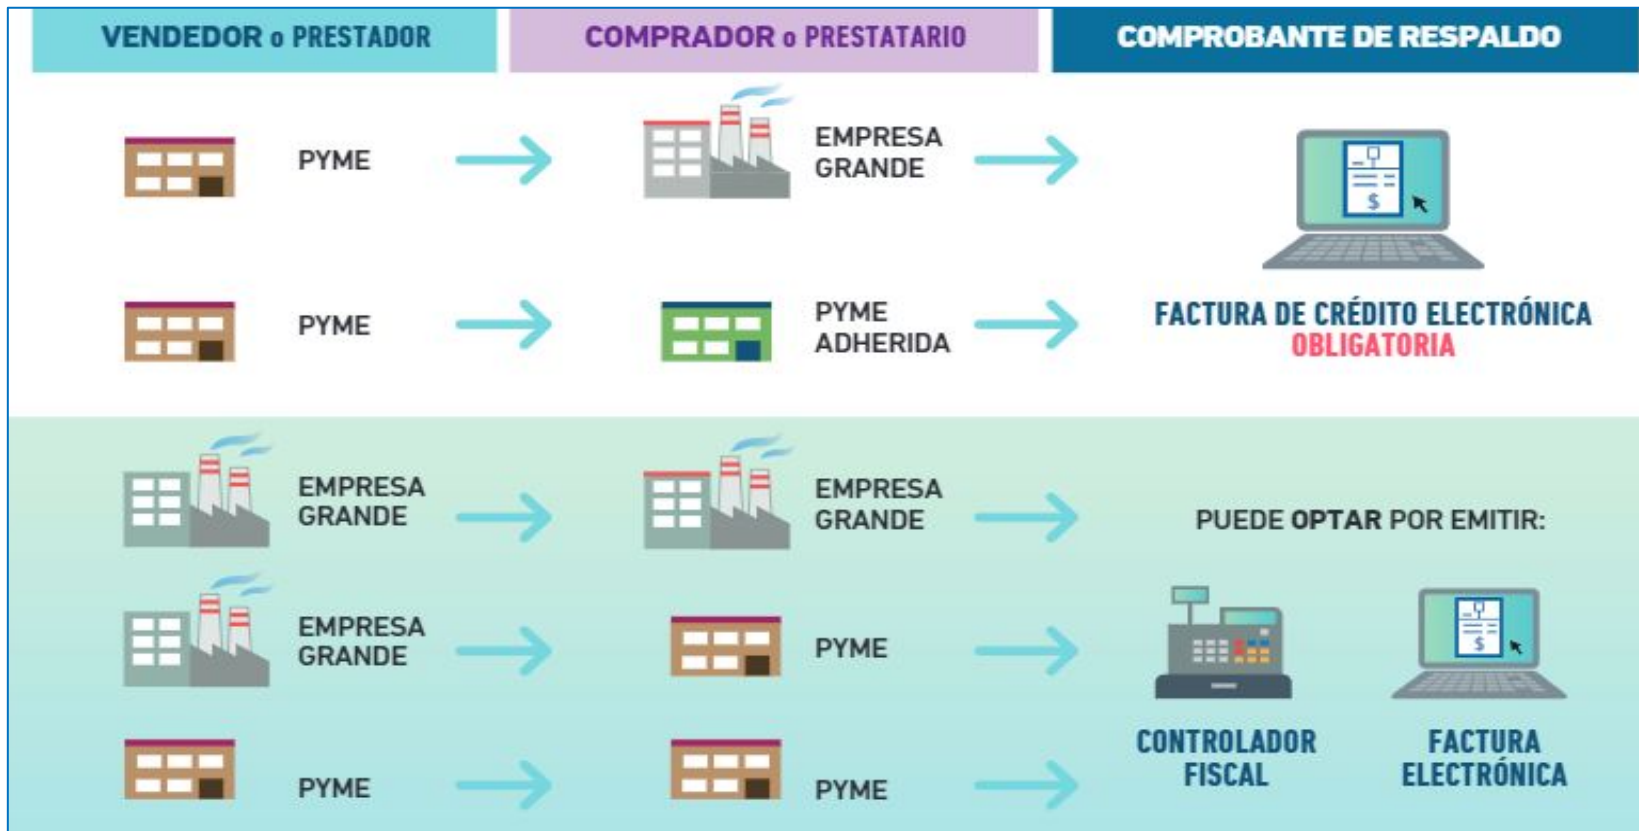 VENDEDOR o PRESTADOR
COMPRADOR o PRESTATARIO
COMPROBANTE DE RESPALDO
PYME
EMPRESA
GRANDE
PYME
PYME
ADHERIDA
$
FACTURA DE CRÉDITO ELECTRÓNICA
OBLIGATORIA
EMPRESA
GRANDE
EMPRESA
GRANDE
PUEDE OPTAR POR EMITIR:
EMPRESA
GRANDE
PYME
PYME
PYME
$
CONTROLADOR
FISCAL
FACTURA
ELECTRÓNICA